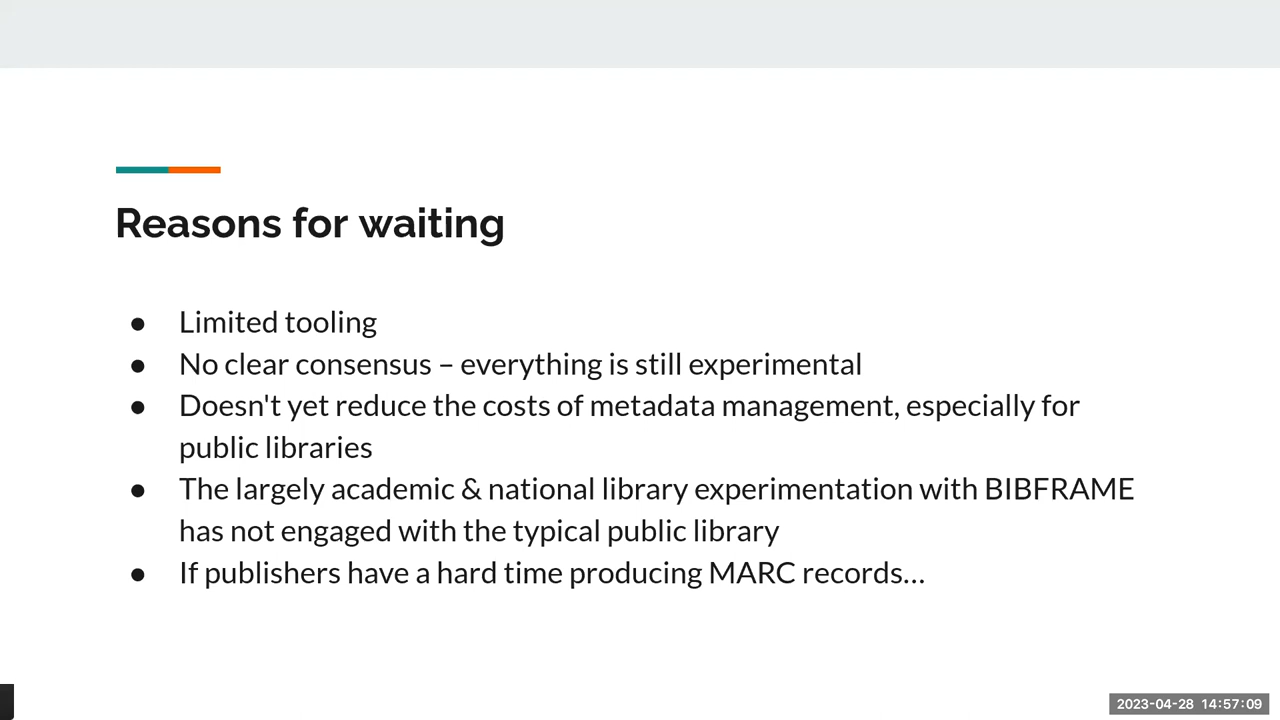 Reasons for waiting
● Limited tooling
● No clear consensus – everything is still experimental
● Doesn't yet reduce the costs of metadata management, especially for
public libraries
● The largely academic & national library experimentation with BIBFRAME
has not engaged with the typical public library
● If publishers have a hard time producing MARC records...
2023-04-28 14:57:09